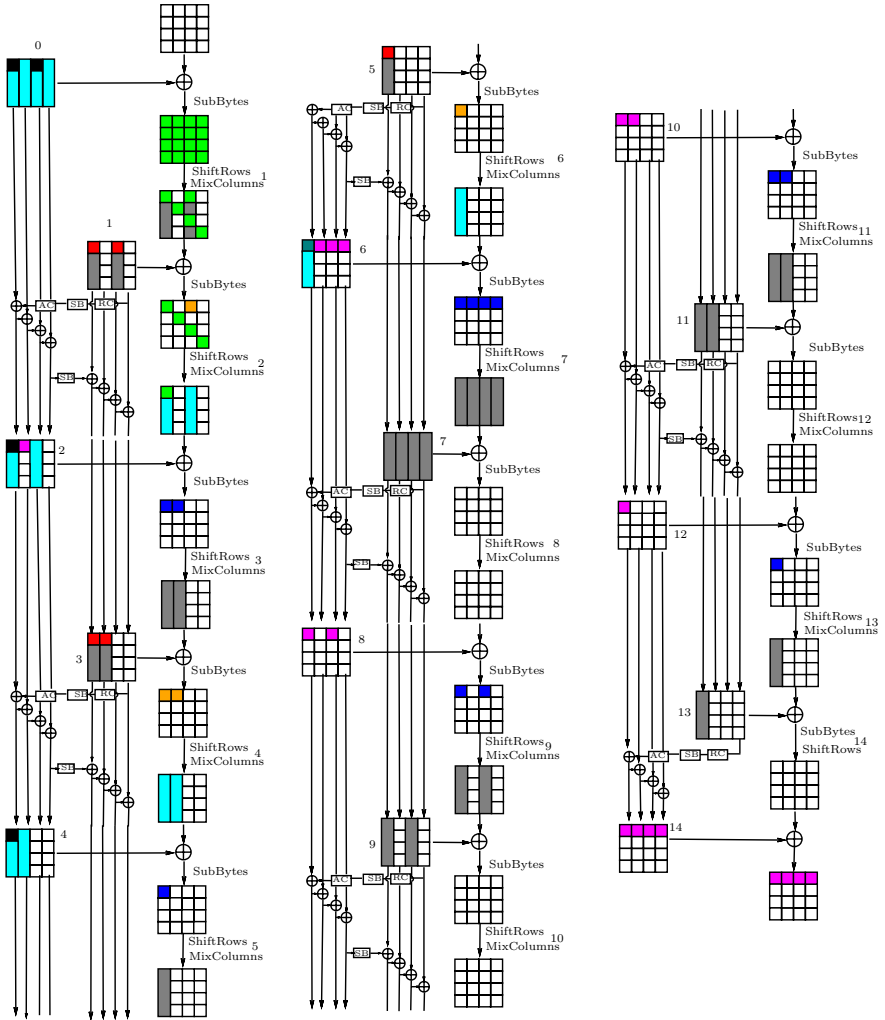 0
SubBytes
ShiftRows 1
MixColumns
1
SubBytes
AC SB RC
ShiftRows 2
MixColumns
SB
2
SubBytes
ShiftRows 3
MixColumns
3
SubBytes
AC SB RC
ShiftRows 4
MixColumns
SB
4
SubBytes
ShiftRows 5
MixColumns
5
SubBytes
AC SB RC
ShiftRows 6
MixColumns
SB
6
SubBytes
ShiftRows 7
MixColumns
7
SubBytes
AC SB RC
ShiftRows 8
MixColumns
SB
8
SubBytes
ShiftRows 9
MixColumns
9
SubBytes
AC SB RC
ShiftRows 10
MixColumns
SB
10
SubBytes
ShiftRows 11
MixColumns
11
SubBytes
AC SB RC
ShiftRows 12
MixColumns
SB
12
SubBytes
ShiftRows 13
MixColumns
13
SubBytes
ShiftRows 14
AC SB RC
14